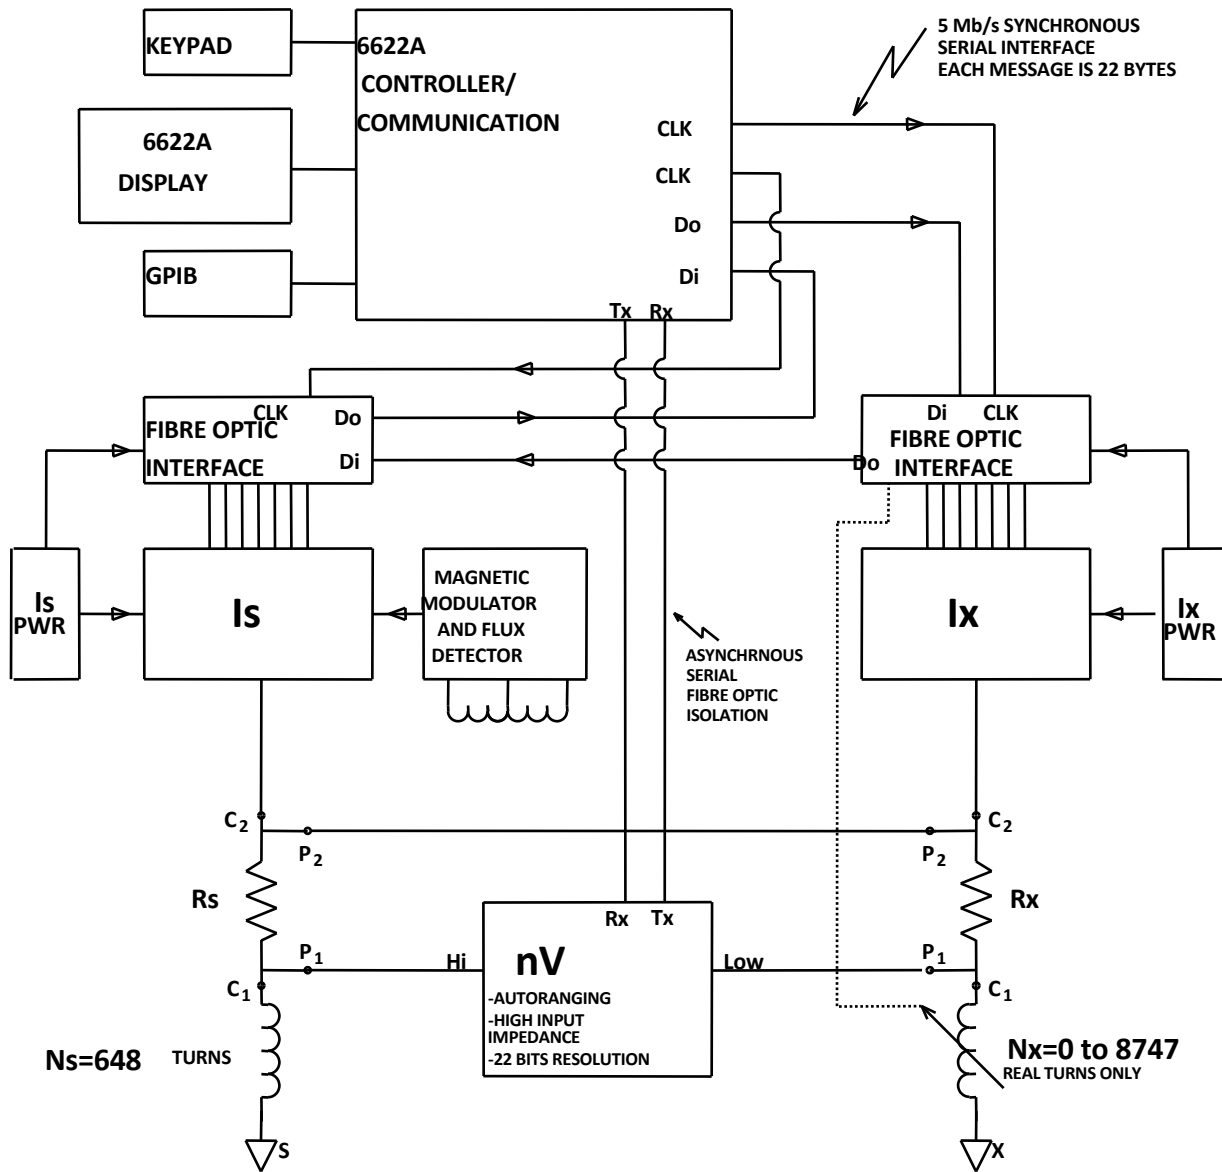 KEYPAD
6622A
CONTROLLER/
COMMUNICATION
5 Mb/s SYNCHRONOUS
SERIAL INTERFACE
EACH MESSAGE IS 22 BYTES
6622A
DISPLAY
GPIB
CLK
CLK
Do
Di
Tx
Rx
CLK
Do
FIBRE OPTIC
INTERFACE
Di
Di
CLK
FIBRE OPTIC
INTERFACE
Do
Is
PWR
Is
MAGNETIC
MODULATOR
AND FLUX
DETECTOR
ASYNCHRNOUS
SERIAL
FIBRE OPTIC
ISOLATION
Ix
Ix
PWR
C2
P2
Rs
P1
C1
Hi
Rx
Tx
nV
-AUTORANGING
-HIGH INPUT
IMPEDANCE
-22 BITS RESOLUTION
Low
C2
P2
Rx
P1
C1
Ns=648
TURNS
Nx=0 to 8747
REAL TURNS ONLY
S
X